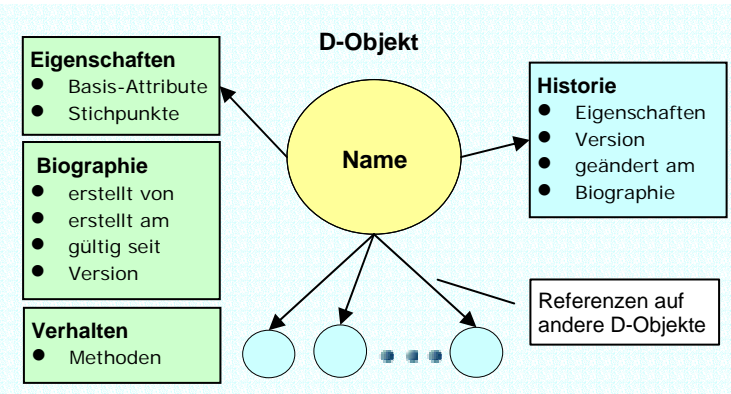 D-Objekt
Eigenschaften
● Basis-Attribute
● Stichpunkte
Biographie
● erstellt von
● erstellt am
● gültig seit
● Version
Verhalten
● Methoden
Name
Historie
● Eigenschaften
● Version
● geändert am
● Biographie
Referenzen auf
andere D-Objekte